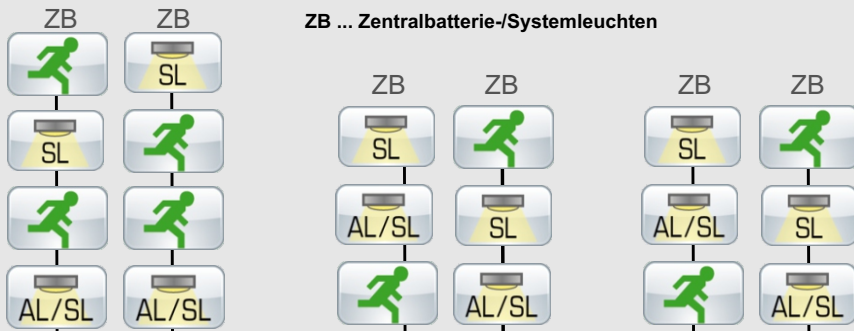 ZB ZB
ZB ... Zentralbatterie-/Systemleuchten
SL
ZB ZB ZB ZB
SL
SL
SL
AL/SL
SL
AL/SL
SL
AL/SL AL/SL
AL/SL
AL/SL